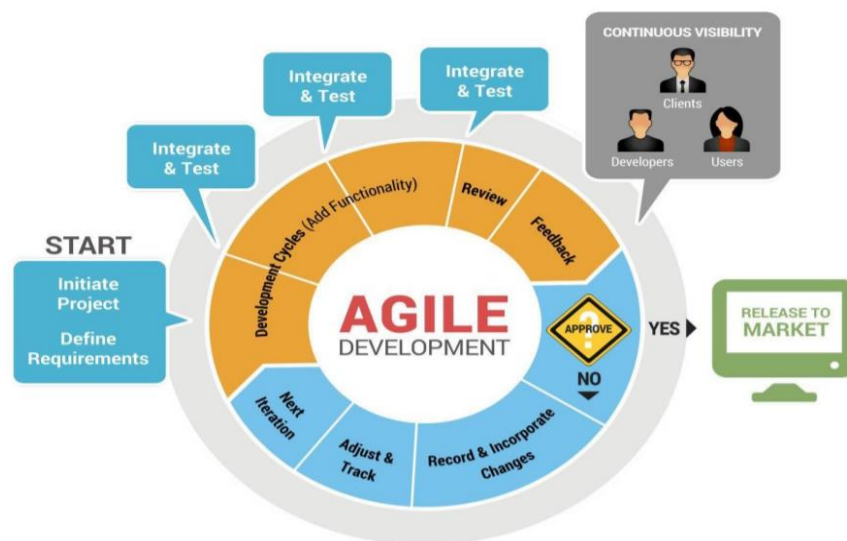 CONTINUOUS VISIBILITY
Clients
Developers
Users
Integrate
& Test
Integrate
& Test
Integrate
& Test
START
Initiate
Project
Define
Requirements
Development Cycles (Add Functionality)
Review
Feedback
AGILE
DEVELOPMENT
?
APPROVE
YES
NO
RELEASE TO
MARKET
Record & Incorporate
Changes
Adjust &
Track
Next
Iteration